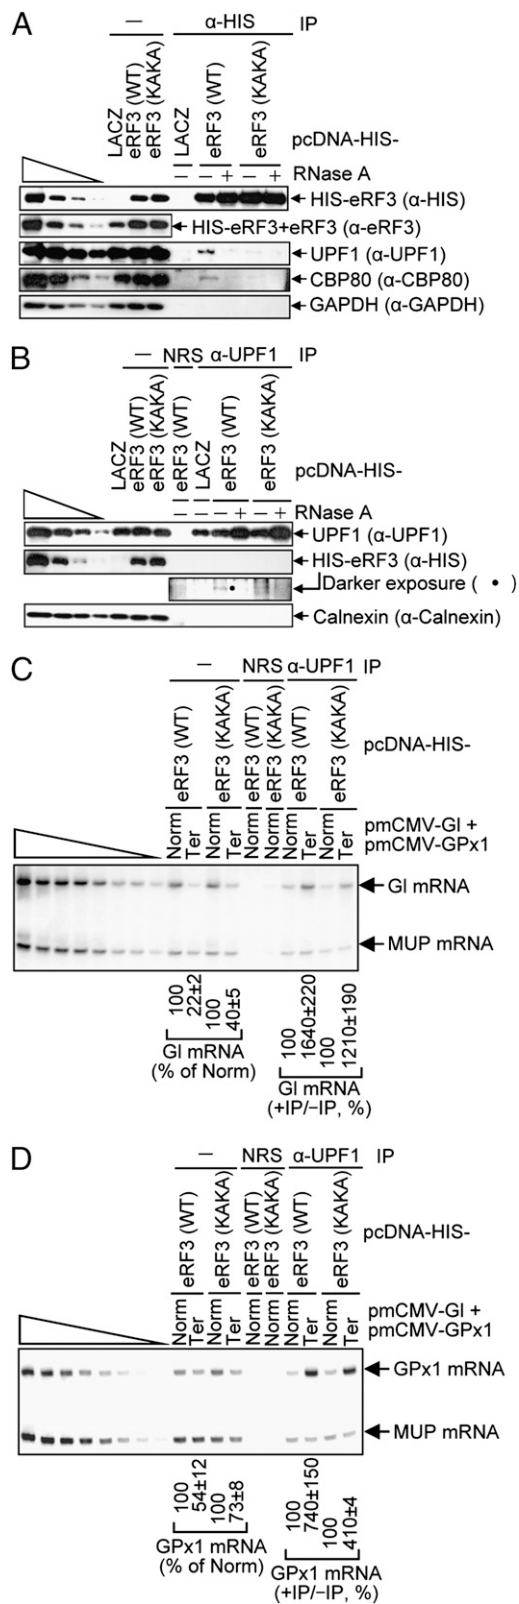 A
— α-HIS IP
LACZ eRF3 (WT) eRF3 (KAKA) LACZ eRF3 (WT) eRF3 (KAKA) pcDNA-HIS-
− − + − + RNase A
HIS-eRF3 (α-HIS)
HIS-eRF3+eRF3 (α-eRF3)
UPF1 (α-UPF1)
CBP80 (α-CBP80)
GAPDH (α-GAPDH)
B
— NRS α-UPF1 IP
LACZ eRF3 (WT) eRF3 (KAKA) eRF3 (WT) LACZ eRF3 (WT) eRF3 (KAKA) pcDNA-HIS-
− − − + − + RNase A
UPF1 (α-UPF1)
HIS-eRF3 (α-HIS)
Darker exposure ( • )
Calnexin (α-Calnexin)
C
— NRS α-UPF1 IP
eRF3 (WT) eRF3 (KAKA) eRF3 (WT) eRF3 (KAKA) eRF3 (WT) eRF3 (KAKA) pcDNA-HIS-
Norm Ter Norm Ter Norm Norm Norm Ter Norm Ter pmCMV-Gl +
pmCMV-GPx1
Gl mRNA
MUP mRNA
100 22±2 100 40±5 100 1640±220 100 1210±190
Gl mRNA
(% of Norm)
Gl mRNA
(+IP/−IP, %)
D
— NRS α-UPF1 IP
eRF3 (WT) eRF3 (KAKA) eRF3 (WT) eRF3 (KAKA) eRF3 (WT) eRF3 (KAKA) pcDNA-HIS-
Norm Ter Norm Ter Norm Norm Norm Ter Norm Ter pmCMV-Gl +
pmCMV-GPx1
GPx1 mRNA
MUP mRNA
100 54±12 100 73±8 100 740±150 100 410±4
GPx1 mRNA
(% of Norm)
GPx1 mRNA
(+IP/−IP, %)